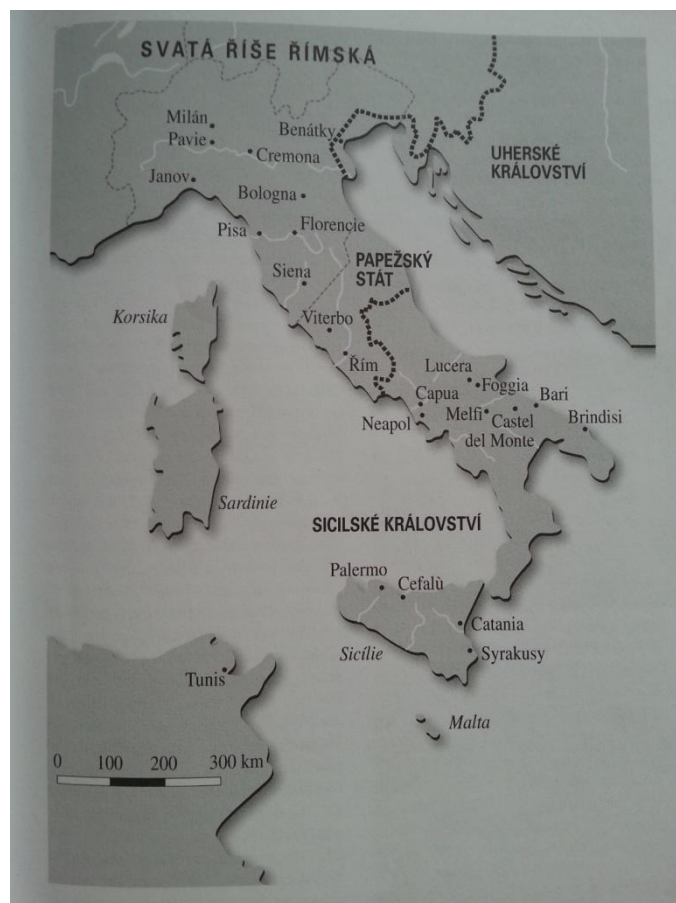 SVATÁ ŘÍŠE ŘÍMSKÁ
Milán
Pavie
Benátky
Cremona
UHERSKÉ
KRÁLOVSTVÍ
Janov
Bologna
Pisa
Florencie
PAPEŽSKÝ
STÁT
Siena
Korsika
Viterbo
Řím
Lucera
Foggia
Capua
Bari
Neapol
Melfi
Castel
del Monte
Brindisi
Sardinie
SICILSKÉ KRÁLOVSTVÍ
Palermo
Cefalù
Catania
Sicílie
Syrakusy
Tunis
Malta
0 100 200 300 km